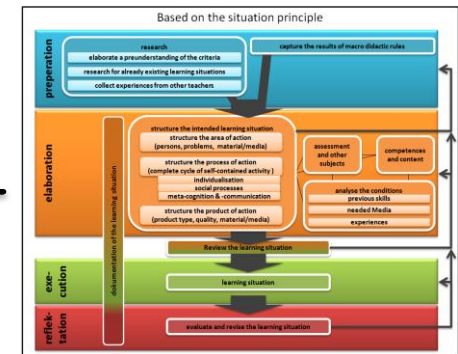 Based on the situation principle
preperation
research
elaborate a preunderstanding of the criteria
research for already existing learning situations
collect experiences from other teachers
capture the results of macro didactic rules
elaboration
dokumentation of the learning situation
structure the intended learning situation
structure the area of action
(persons, problems, material/media)
structure the process of action
(complete cycle of self-contained activity )
individualisation
social processes
meta-cognition & -communication
structure the product of action
(product type, quality, material/media)
assessment
and other
subjects
competences
and content
analyse the conditions
previous skills
needed Media
experiences
Review the learning situation
exe-
cution
learning situation
reflek-
tation
evaluate and revise the learning situation